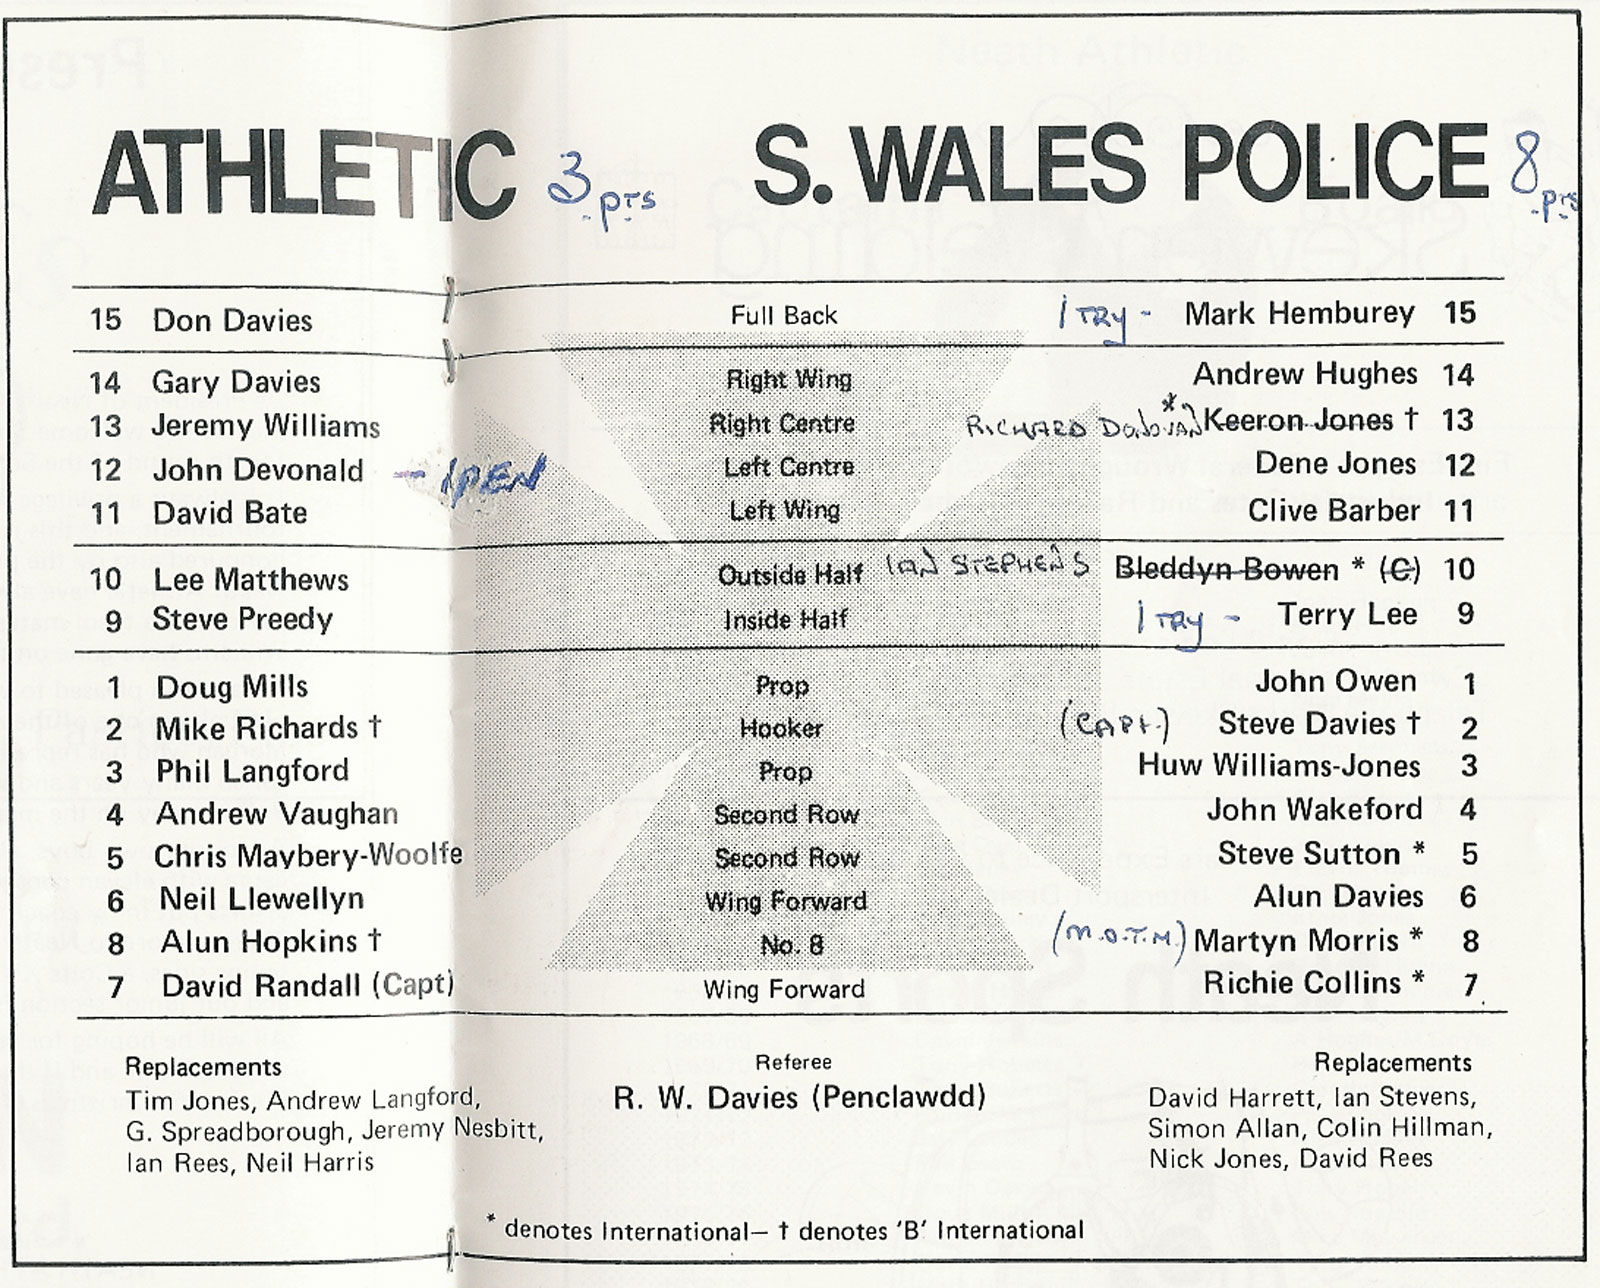 ATHLETIC 3 pts S. WALES POLICE 8 pts
15 Don Davies Full Back 1 TRY - Mark Hemburey 15
14 Gary Davies Right Wing Andrew Hughes 14
13 Jeremy Williams Right Centre RICHARD DONOVAN * Keeron Jones † 13
12 John Devonald - 1 PEN Left Centre Dene Jones 12
11 David Bate Left Wing Clive Barber 11
10 Lee Matthews Outside Half IAN STEPHENS Bleddyn Bowen * (C) 10
9 Steve Preedy Inside Half 1 TRY - Terry Lee 9
1 Doug Mills Prop John Owen 1
2 Mike Richards † Hooker (CAPT.) Steve Davies † 2
3 Phil Langford Prop Huw Williams-Jones 3
4 Andrew Vaughan Second Row John Wakeford 4
5 Chris Maybery-Woolfe Second Row Steve Sutton * 5
6 Neil Llewellyn Wing Forward Alun Davies 6
8 Alun Hopkins † No. 8 (M.O.T.M.) Martyn Morris * 8
7 David Randall (Capt) Wing Forward Richie Collins * 7
Replacements Referee Replacements
Tim Jones, Andrew Langford, R. W. Davies (Penclawdd) David Harrett, Ian Stevens,
G. Spreadborough, Jeremy Nesbitt, Simon Allan, Colin Hillman,
Ian Rees, Neil Harris Nick Jones, David Rees
* denotes International— † denotes 'B' International